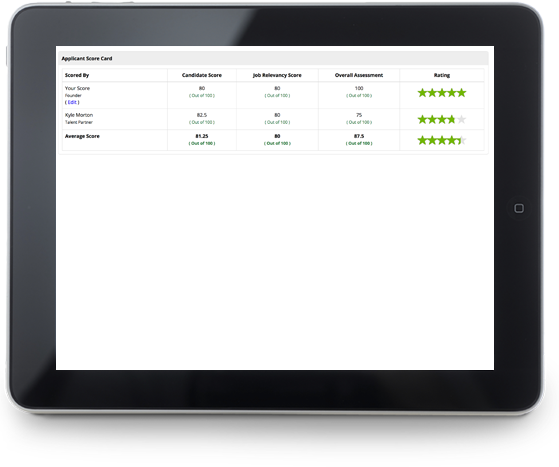 Applicant Score Card
Scored By Candidate Score Job Relevancy Score Overall Assessment Rating
Your Score 80 80 100
Founder ( Out of 100 ) ( Out of 100 ) ( Out of 100 )
( Edit )
Kyle Morton 82.5 80 75
Talent Partner ( Out of 100 ) ( Out of 100 ) ( Out of 100 )
Average Score 81.25 80 87.5
( Out of 100 ) ( Out of 100 ) ( Out of 100 )